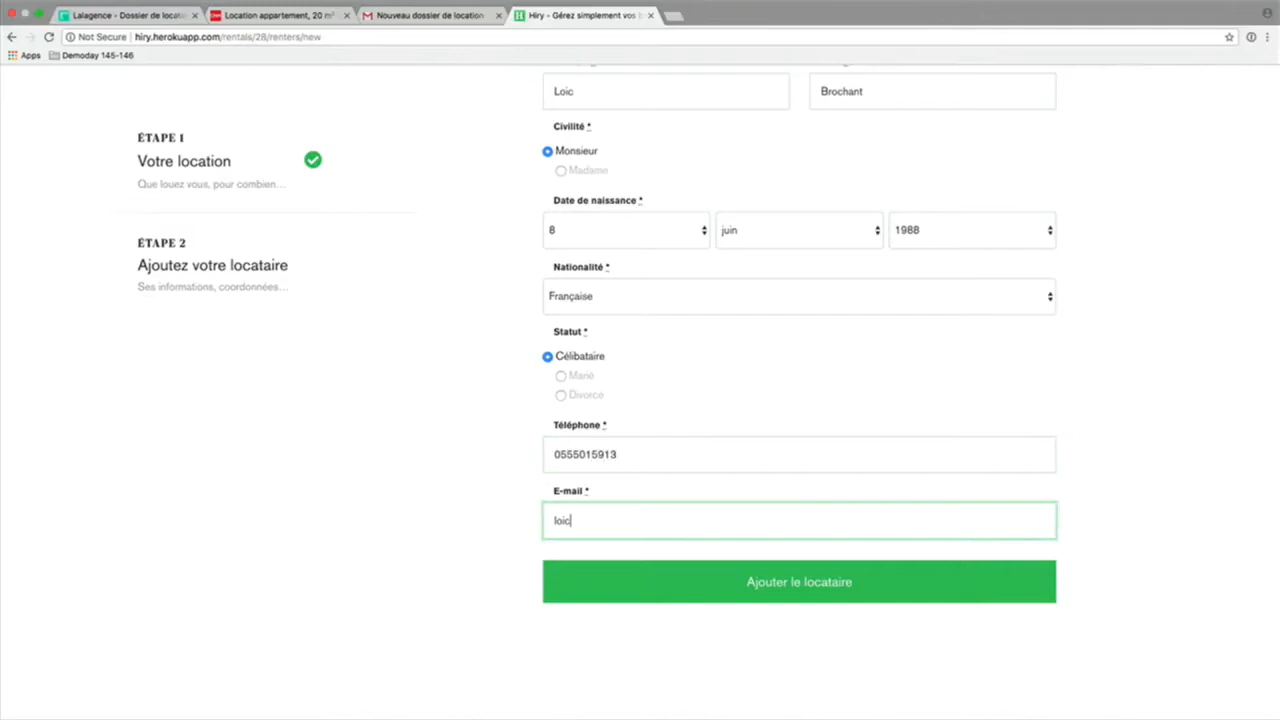 Lalagence - Dossier de locati
Location appartement, 20 m²
Nouveau dossier de location
Hiry - Gérez simplement vos
Not Secure
hiry.herokuapp.com/rentals/28/renters/new
Apps
Demoday 145-146
Loic
Brochant
ÉTAPE 1
Votre location
Que louez vous, pour combien...
ÉTAPE 2
Ajoutez votre locataire
Ses informations, coordonnées...
Civilité *
Monsieur
Madame
Date de naissance *
8
juin
1988
Nationalité *
Française
Statut *
Célibataire
Marié
Divorcé
Téléphone *
0555015913
E-mail *
loic
Ajouter le locataire